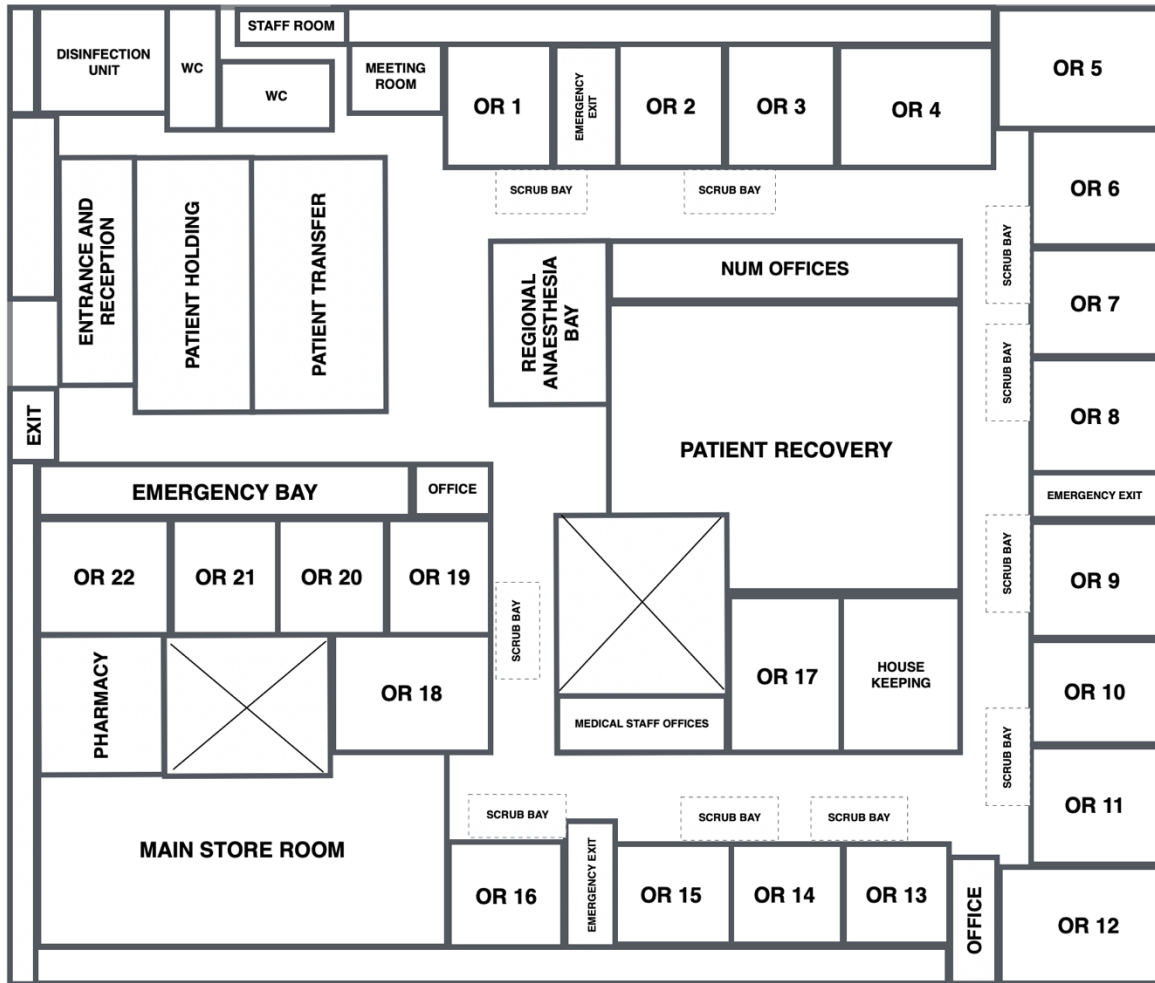 STAFF ROOM
DISINFECTION
UNIT
WC
WC
MEETING
ROOM
OR 1
EMERGENCY
EXIT
OR 2
OR 3
OR 4
OR 5
SCRUB BAY
SCRUB BAY
OR 6
ENTRANCE AND
RECEPTION
PATIENT HOLDING
PATIENT TRANSFER
REGIONAL
ANAESTHESIA
BAY
NUM OFFICES
SCRUB BAY
OR 7
SCRUB BAY
OR 8
EXIT
PATIENT RECOVERY
EMERGENCY BAY
OFFICE
EMERGENCY EXIT
OR 22
OR 21
OR 20
OR 19
SCRUB BAY
OR 9
SCRUB BAY
PHARMACY
OR 18
OR 17
HOUSE
KEEPING
OR 10
MEDICAL STAFF OFFICES
SCRUB BAY
OR 11
MAIN STORE ROOM
SCRUB BAY
SCRUB BAY
SCRUB BAY
OR 16
EMERGENCY EXIT
OR 15
OR 14
OR 13
OFFICE
OR 12